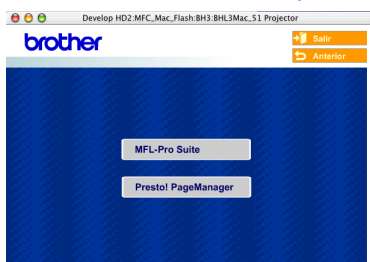 Develop HD2:MFC_Mac_Flash:BH3:BHL3Mac_51 Projector
brother
Salir
Anterior
MFL-Pro Suite
Presto! PageManager